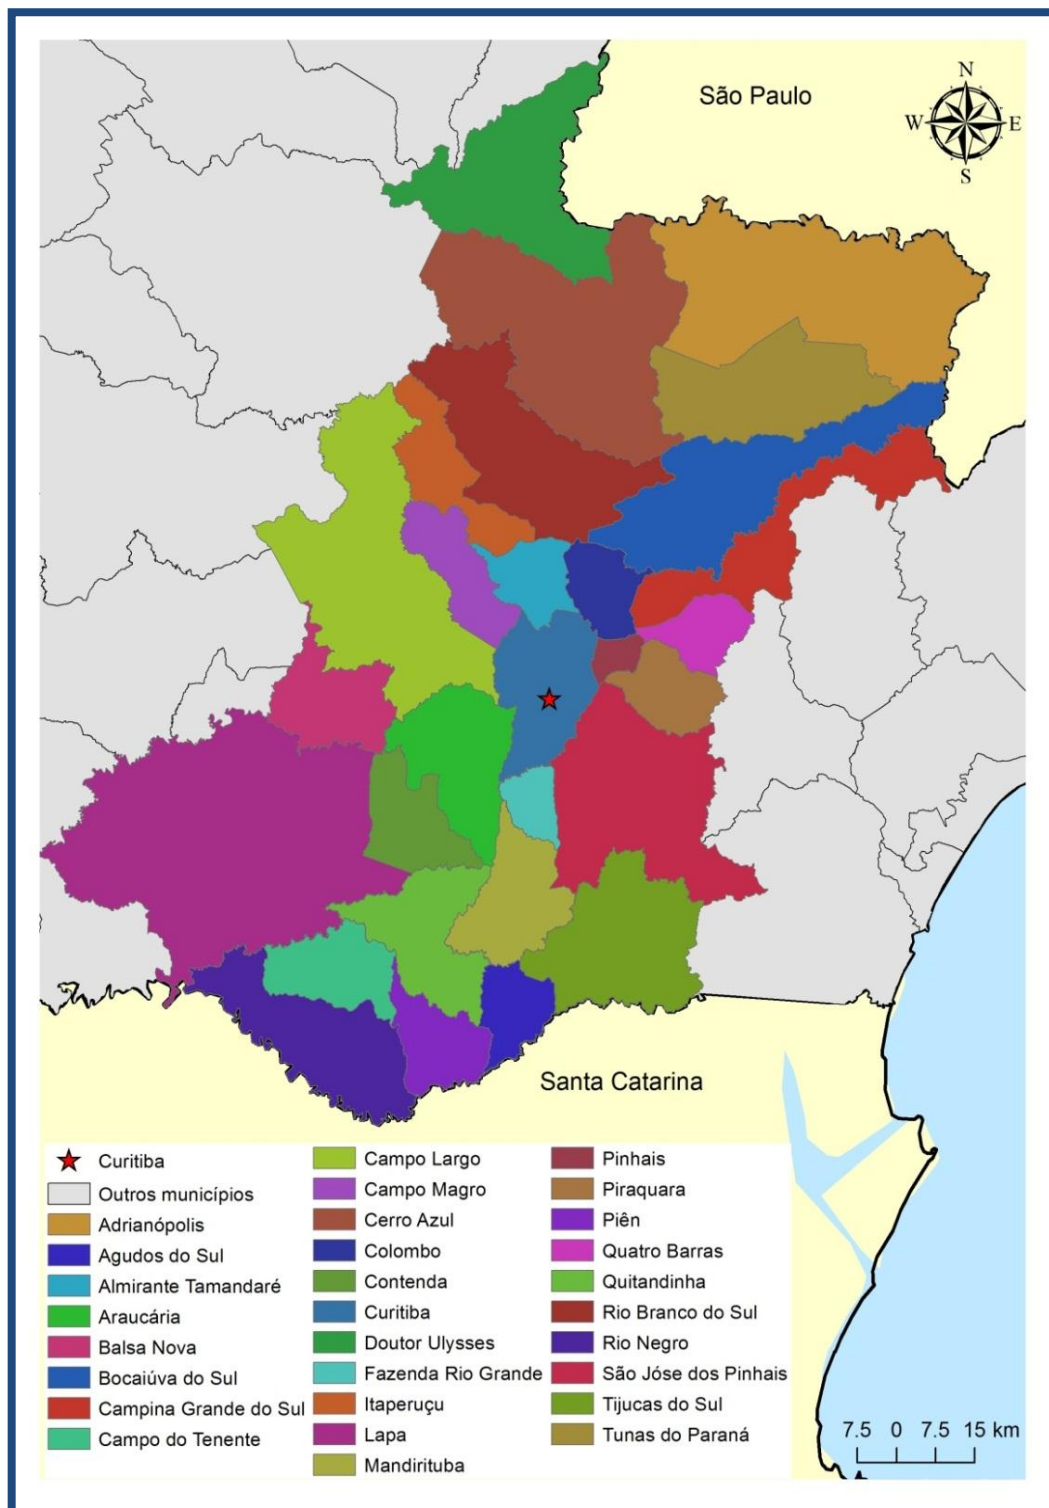 São Paulo
N
W E
S
Santa Catarina
Curitiba
Outros municípios
Adrianópolis
Agudos do Sul
Almirante Tamandaré
Araucária
Balsa Nova
Bocaiúva do Sul
Campina Grande do Sul
Campo do Tenente
Campo Largo
Campo Magro
Cerro Azul
Colombo
Contenda
Curitiba
Doutor Ulysses
Fazenda Rio Grande
Itaperuçu
Lapa
Mandirituba
Pinhais
Piraquara
Piên
Quatro Barras
Quitandinha
Rio Branco do Sul
Rio Negro
São Jóse dos Pinhais
Tijucas do Sul
Tunas do Paraná
7.5 0 7.5 15 km